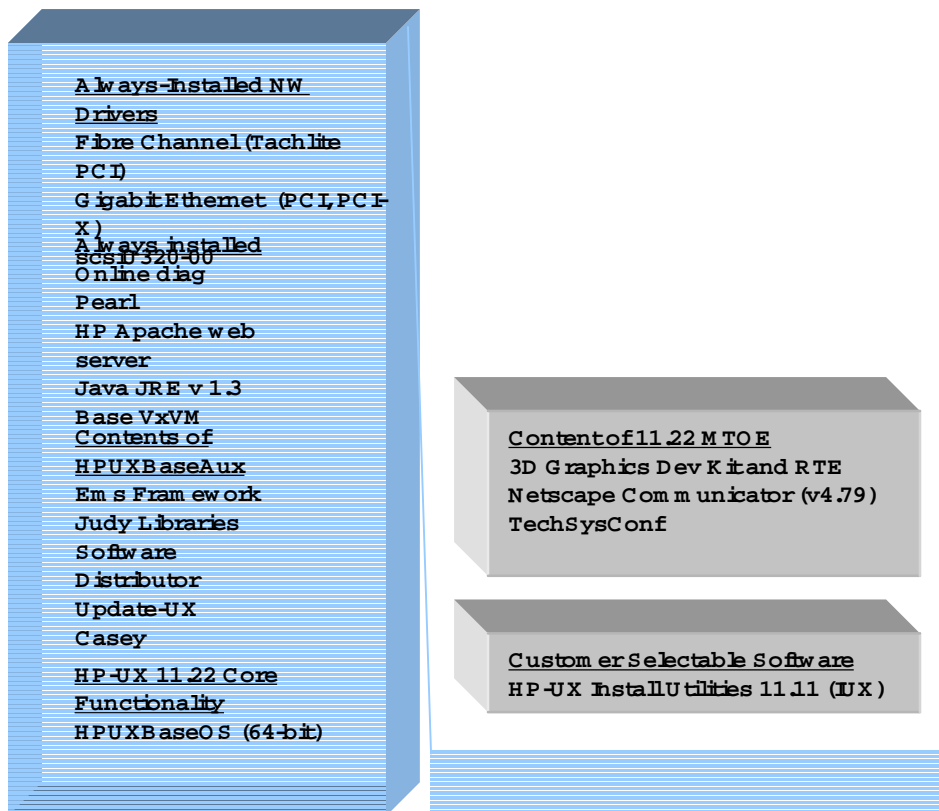 Always-Installed NW
Drivers
Fibre Channel (Tachlite
PCI)
Gigabit Ethernet (PCI, PCI-
X)
Always installed
scsiU320-00
Online diag
Pearl
HP Apache web
server
Java JRE v 1.3
Base VxVM
Contents of
HPUXBaseAux
Ems Framework
Judy Libraries
Software
Distributor
Update-UX
Casey
HP-UX 11.22 Core
Functionality
HPUXBaseOS (64-bit)
Content of 11.22 MTOE
3D Graphics Dev Kit and RTE
Netscape Communicator (v4.79)
TechSysConf
Customer Selectable Software
HP-UX Install Utilities 11.11 (IUX)